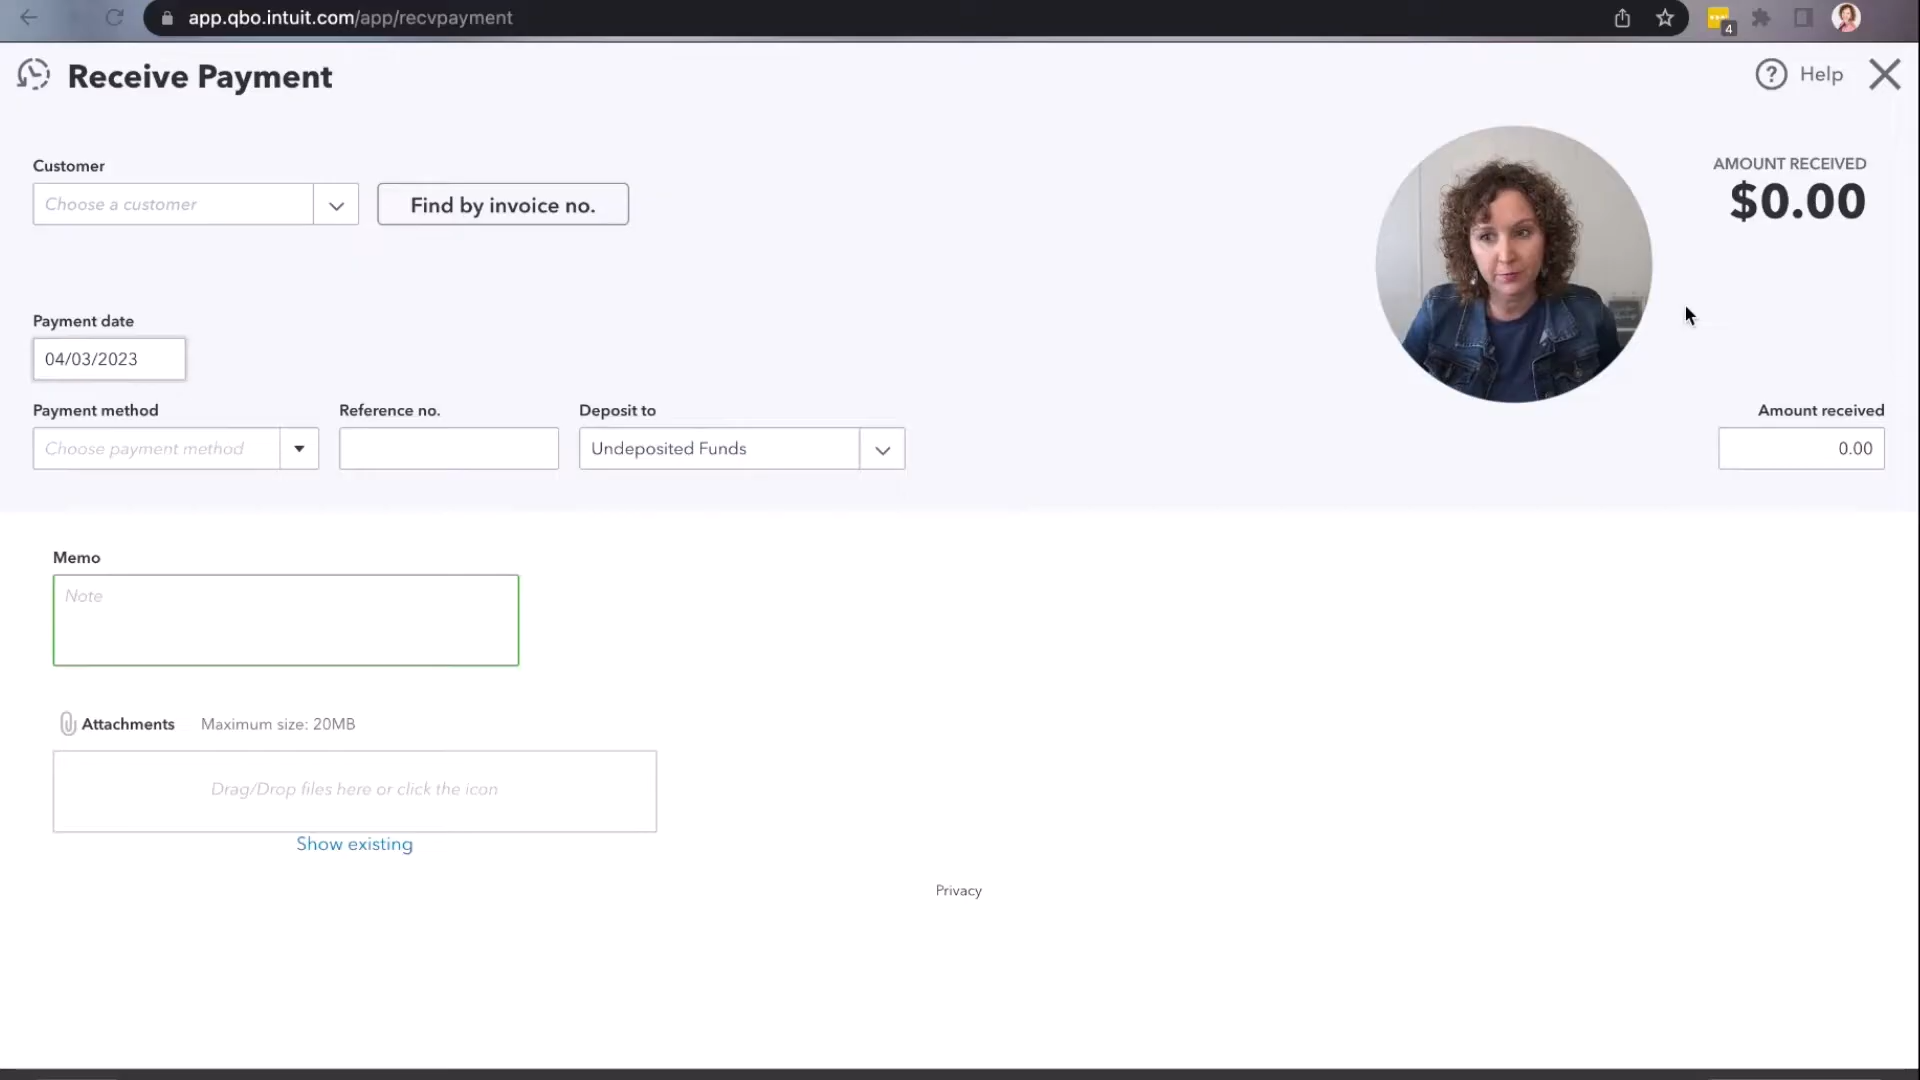 app.qbo.intuit.com/app/recvpayment
4
Receive Payment
Help
Customer
Choose a customer
Find by invoice no.
AMOUNT RECEIVED
$0.00
Payment date
04/03/2023
Payment method
Reference no.
Deposit to
Amount received
Choose payment method
Undeposited Funds
0.00
Memo
Note
Attachments
Maximum size: 20MB
Drag/Drop files here or click the icon
Show existing
Privacy